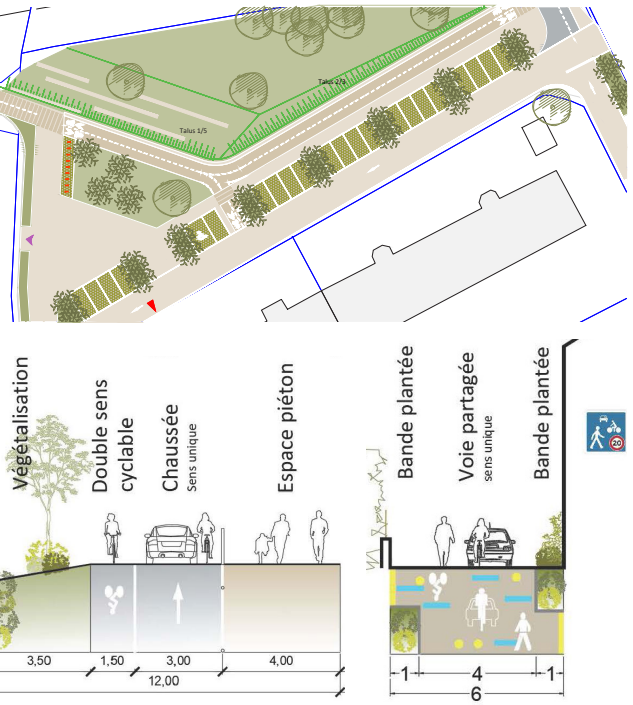 Talus 2/3
Talus 1/5
Végétalisation
Double sens
cyclable
Chaussée
sens unique
Espace piéton
Bande plantée
Voie partagée
sens unique
Bande plantée
20
3,50
1,50
3,00
4,00
12,00
1
4
1
6